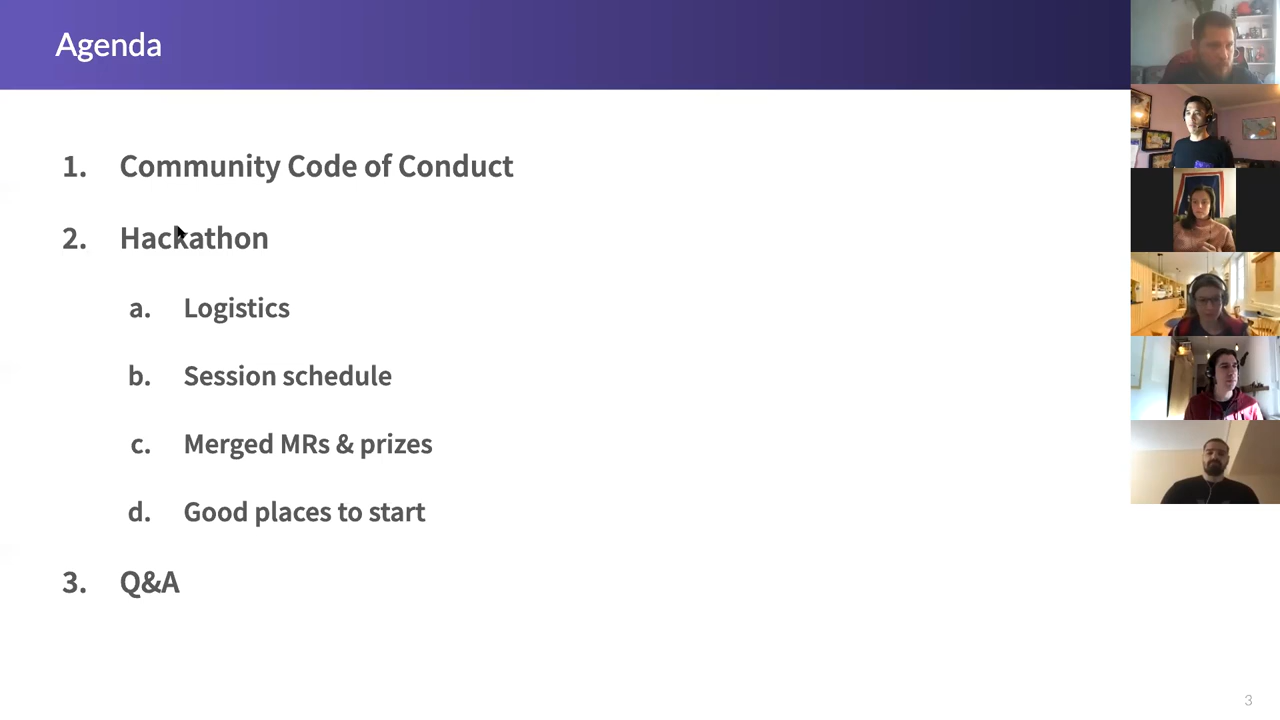 Agenda
1. Community Code of Conduct
2. Hackathon
a. Logistics
b. Session schedule
c. Merged MRs & prizes
d. Good places to start
3. Q&A
3